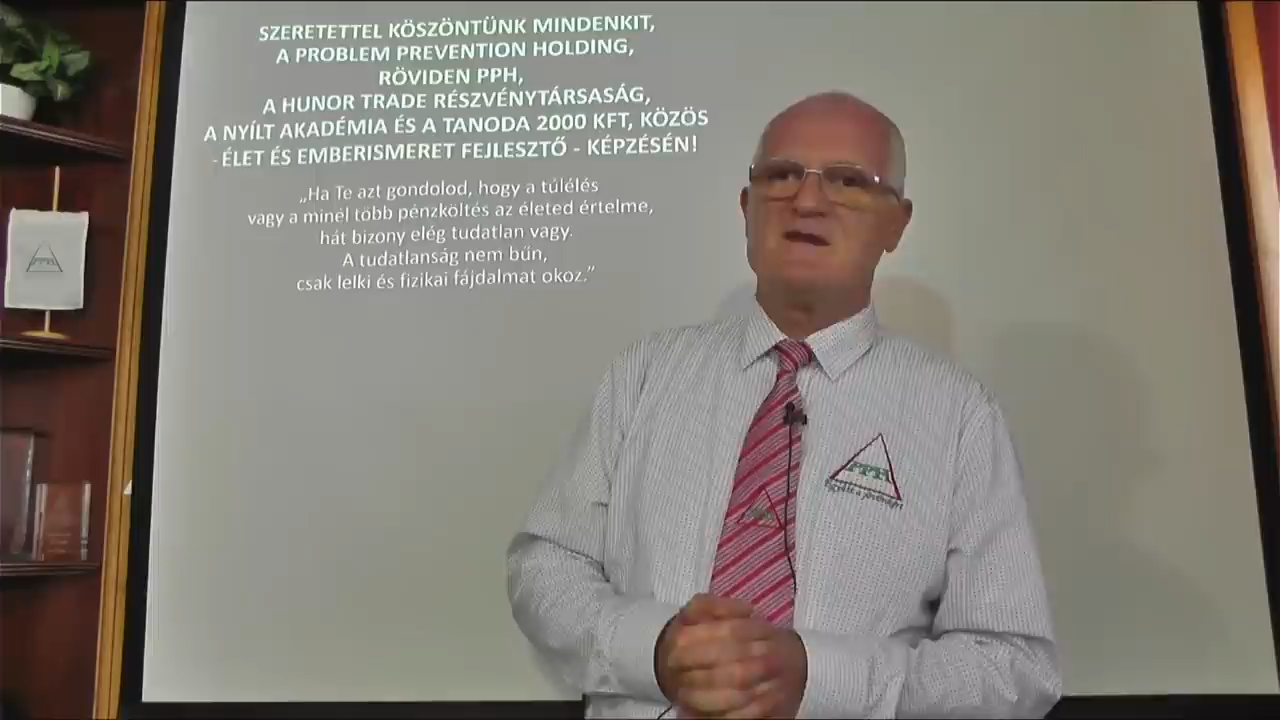 SZERETETTEL KÖSZÖNTÜNK MINDENKIT,
A PROBLEM PREVENTION HOLDING,
RÖVIDEN PPH,
A HUNOR TRADE RÉSZVÉNYTÁRSASÁG,
A NYÍLT AKADÉMIA ÉS A TANODA 2000 KFT, KÖZÖS
- ÉLET ÉS EMBERISMERET FEJLESZTŐ - KÉPZÉSÉN!
„Ha Te azt gondolod, hogy a túlélés
vagy a minél több pénzköltés az életed értelme,
hát bizony elég tudatlan vagy.
A tudatlanság nem bűn,
csak lelki és fizikai fájdalmat okoz.”
PPH
PPH